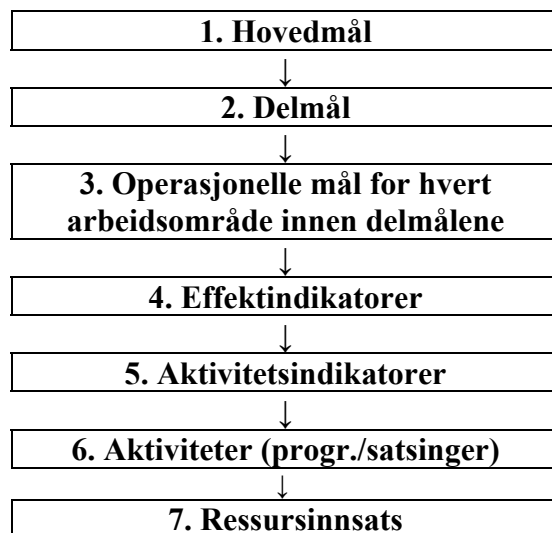 1. Hovedmål
↓
2. Delmål
↓
3. Operasjonelle mål for hvert
arbeidsområde innen delmålene
↓
4. Effektindikatorer
↓
5. Aktivitetsindikatorer
↓
6. Aktiviteter (progr./satsinger)
↓
7. Ressursinnsats